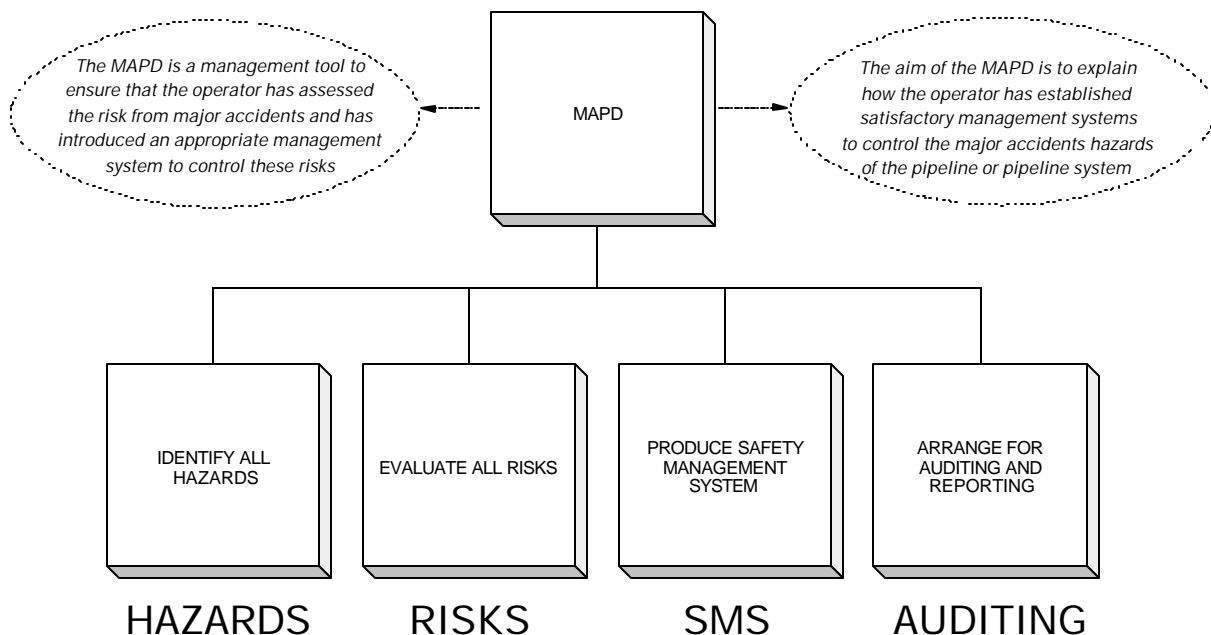 The MAPD is a management tool to
ensure that the operator has assessed
the risk from major accidents and has
introduced an appropriate management
system to control these risks
MAPD
The aim of the MAPD is to explain
how the operator has established
satisfactory management systems
to control the major accidents hazards
of the pipeline or pipeline system
IDENTIFY ALL
HAZARDS
EVALUATE ALL RISKS
PRODUCE SAFETY
MANAGEMENT
SYSTEM
ARRANGE FOR
AUDITING AND
REPORTING
HAZARDS
RISKS
SMS
AUDITING